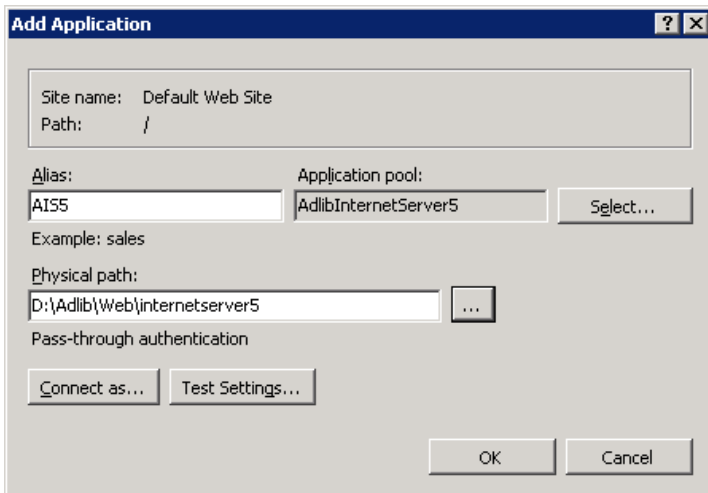 Add Application
Site name: Default Web Site
Path: /
Alias: Application pool:
AIS5 AdlibInternetServer5 Select...
Example: sales
Physical path:
D:\Adlib\Web\internetserver5 ...
Pass-through authentication
Connect as... Test Settings...
OK Cancel